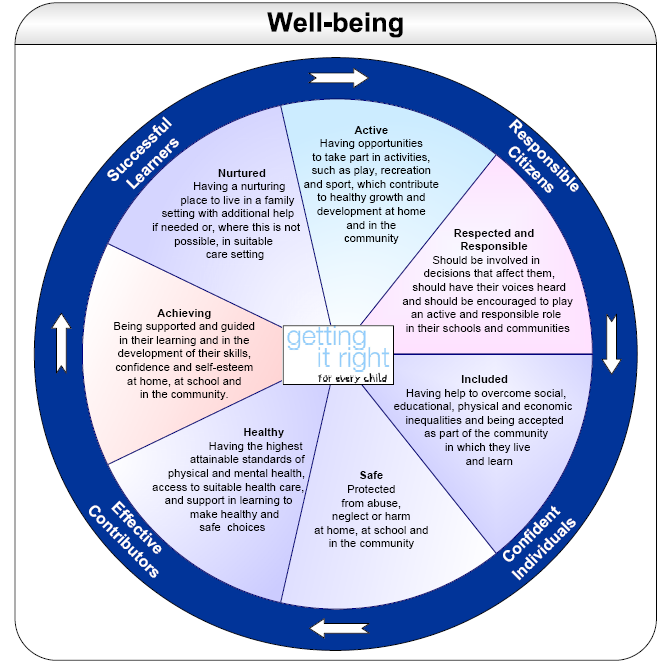 Well-being
Successful
Learners
Responsible
Citizens
Active
Having opportunities
to take part in activities,
such as play, recreation
and sport, which contribute
to healthy growth and
development at home
and in the
community
Nurtured
Having a nurturing
place to live in a family
setting with additional help
if needed or, where this is not
possible, in suitable
care setting
Respected and
Responsible
Should be involved in
decisions that affect them,
should have their voices heard
and should be encouraged to play
an active and responsible role
in their schools and communities
Achieving
Being supported and guided
in their learning and in the
development of their skills,
confidence and self-esteem
at home, at school and
in the community.
getting
it right
for every child
Included
Having help to overcome social,
educational, physical and economic
inequalities and being accepted
as part of the community
in which they live
and learn
Healthy
Having the highest
attainable standards of
physical and mental health,
access to suitable health care,
and support in learning to
make healthy and
safe choices
Safe
Protected
from abuse,
neglect or harm
at home, at school and
in the community
Effective
Contributors
Confident
Individuals